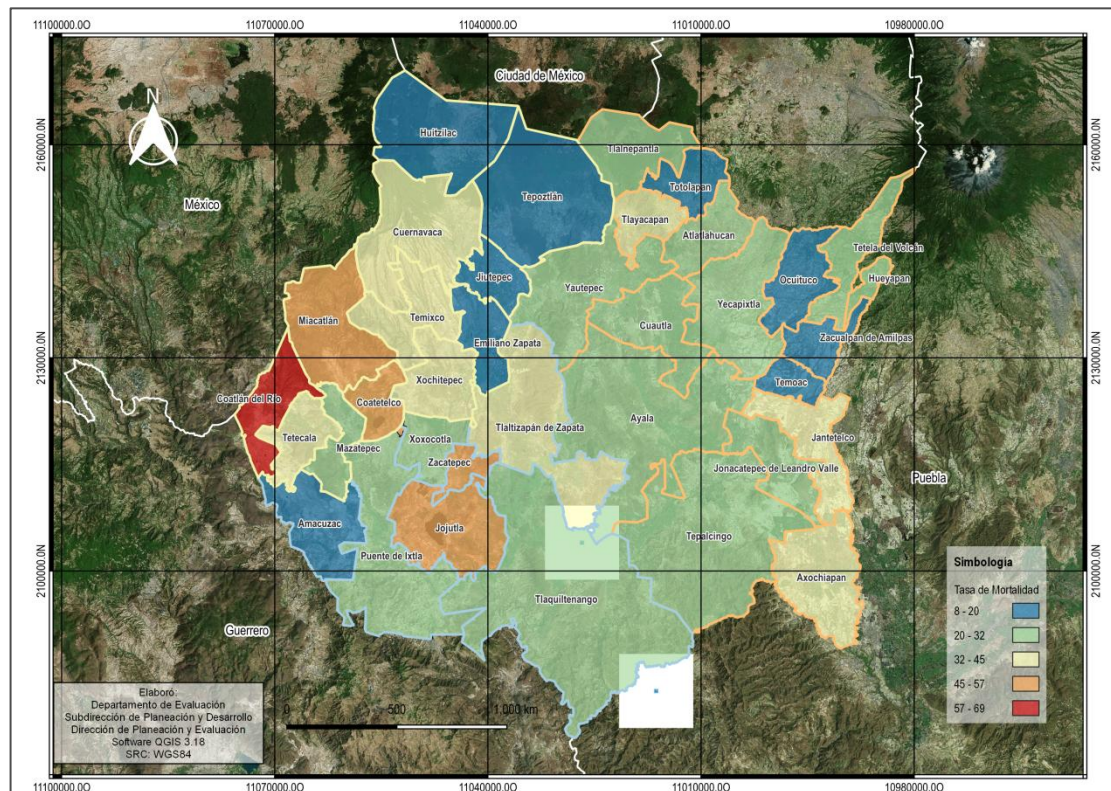 11100000.0O 11070000.0O 11040000.0O 11010000.0O 10980000.0O
Ciudad de México
N
Huitzilac
2160000.0N 2160000.0N
Tlalnepantla
Totolapan
Tepoztlán
México
Tlayacapan
Cuernavaca
Atlatlahucan
Tetela del Volcán
Jiutepec
Ocuituco
Hueyapan
Yautepec
Yecapixtla
Miacatlán
Temixco
Cuautla
Emiliano Zapata
Zacualpan de Amilpas
2130000.0N 2130000.0N
Coatlán del Río
Xochitepec
Temoac
Coatetelco
Ayala
Tlaltizapán de Zapata
Tetecala
Xoxocotla
Jantetelco
Mazatepec
Zacatepec
Jonacatepec de Leandro Valle
Puebla
Amacuzac
Jojutla
Tepalcingo
Puente de Ixtla
2100000.0N 2100000.0N
Axochiapan
Tlaquiltenango
Guerrero
Simbología
Tasa de Mortalidad
8 - 20
20 - 32
32 - 45
45 - 57
57 - 69
Elaboró:
Departamento de Evaluación
Subdirección de Planeación y Desarrollo
Dirección de Planeación y Evaluación
Software QGIS 3.18
SRC: WGS84
0 500 1,000 km
11100000.0O 11070000.0O 11040000.0O 11010000.0O 10980000.0O